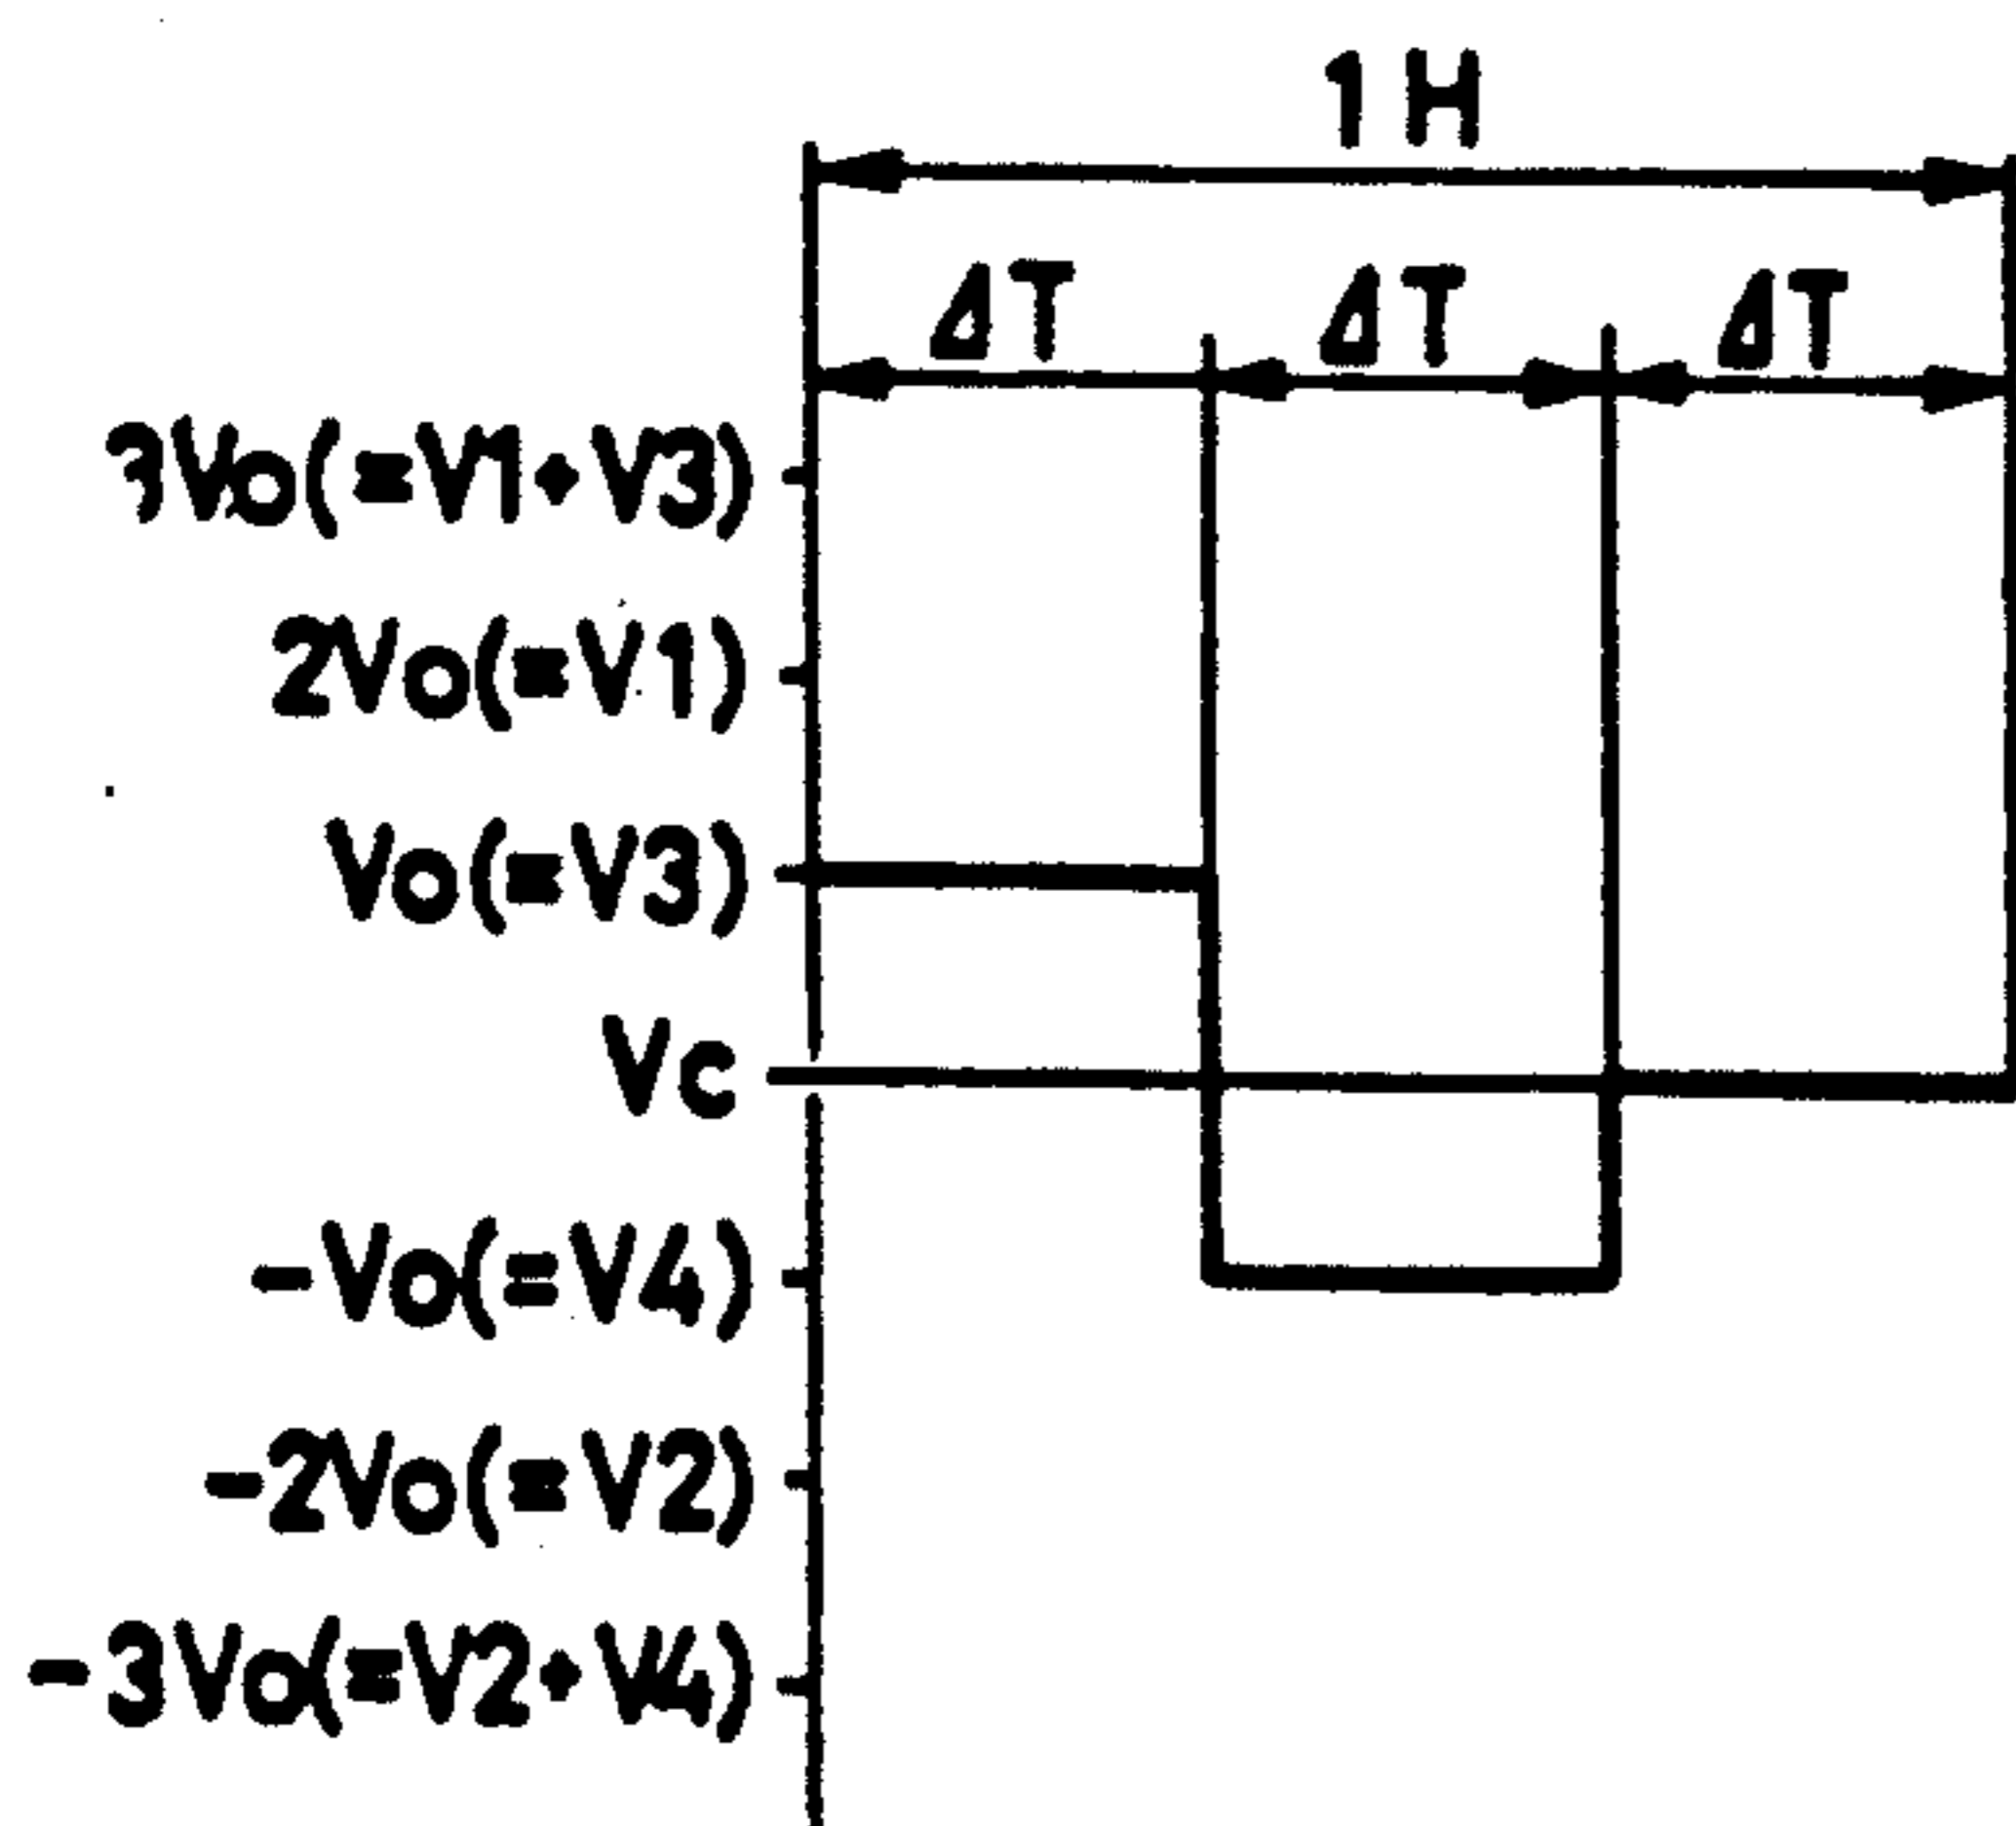 1H
ΔT ΔT ΔT
3Vo(=V1+V3)
2Vo(=V1)
Vo(=V3)
Vc
-Vo(=V4)
-2Vo(=V2)
-3Vo(=V2+V4)